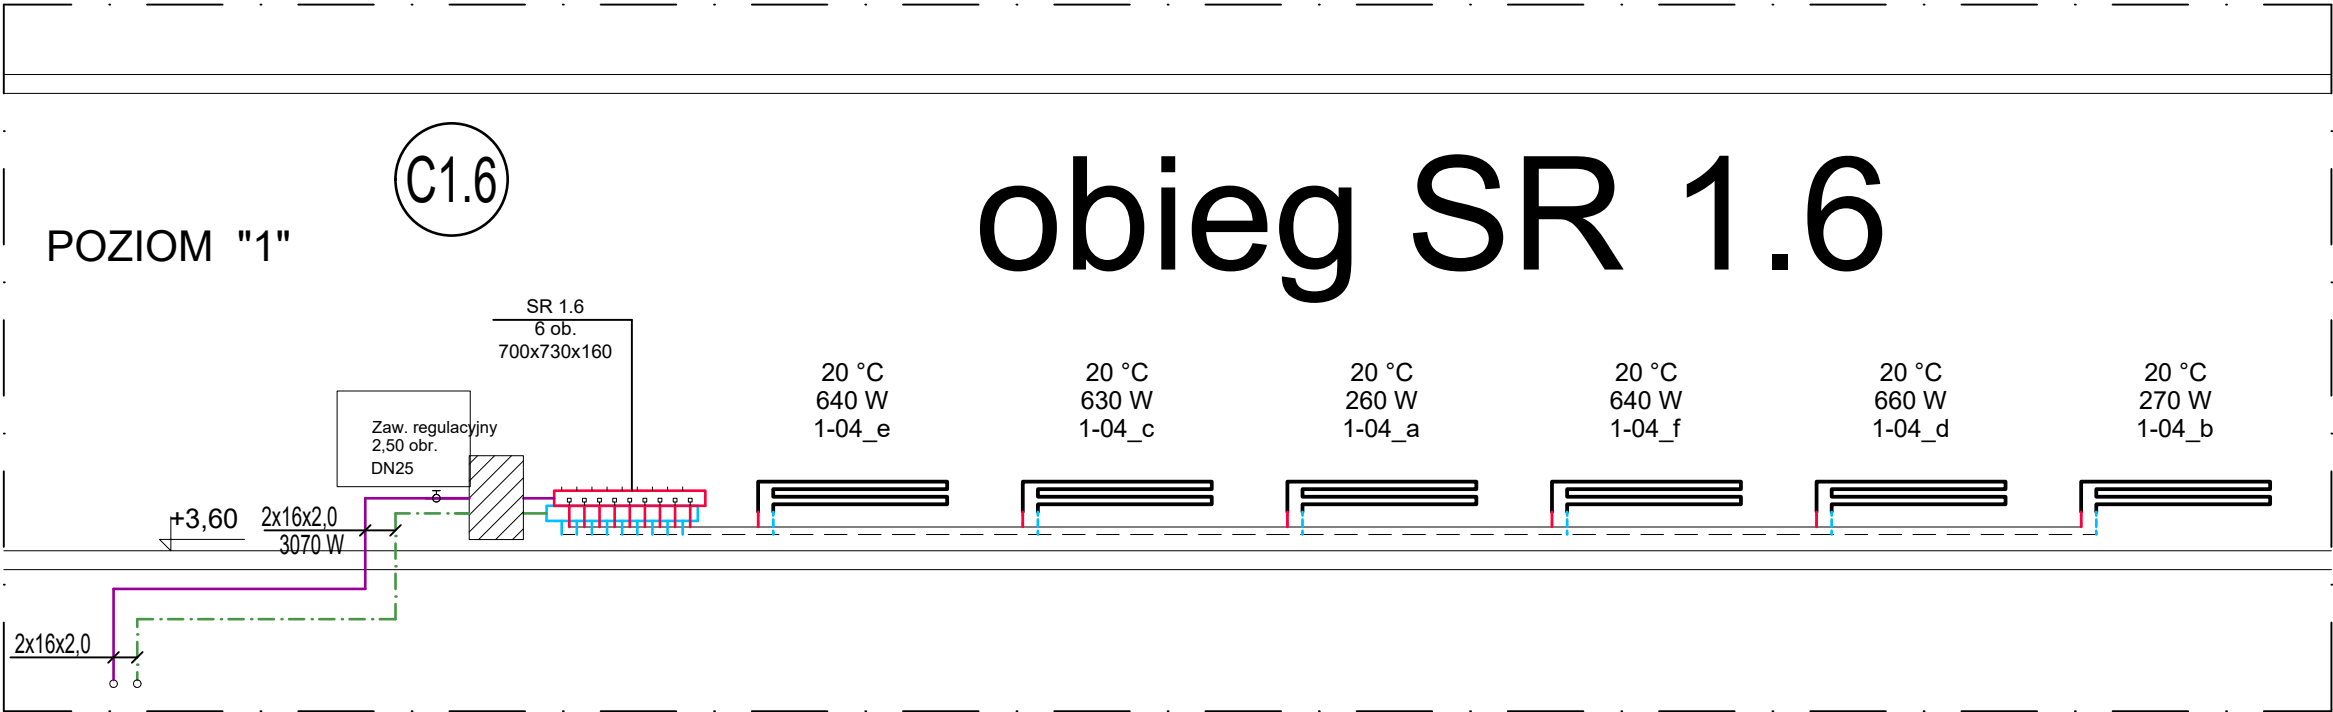 C1.6
obieg SR 1.6
POZIOM "1"
SR 1.6
6 ob.
700x730x160
20 °C
640 W
1-04_e
20 °C
630 W
1-04_c
20 °C
260 W
1-04_a
20 °C
640 W
1-04_f
20 °C
660 W
1-04_d
20 °C
270 W
1-04_b
Zaw. regulacyjny
2,50 obr.
DN25
+3,60
2x16x2,0
3070 W
2x16x2,0